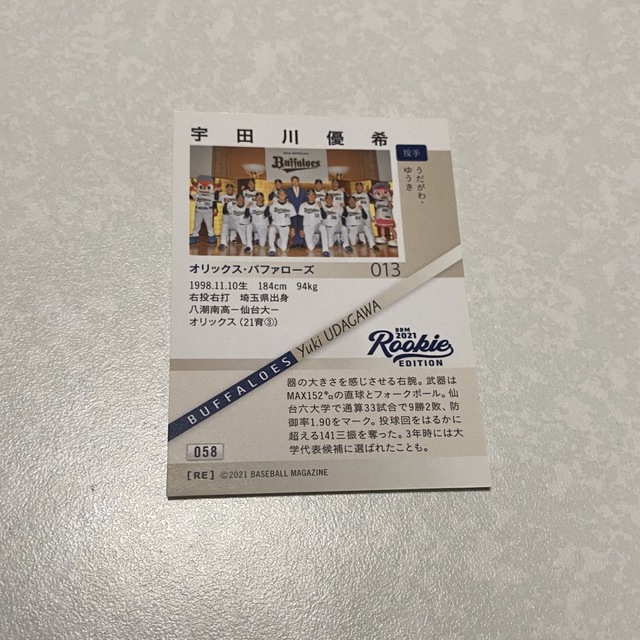 宇田川優希
Buffaloes
投手
うだがわ・
ゆうき
オリックス・バファローズ 013
1998.11.10生 184cm 94kg
右投右打 埼玉県出身
八潮南高－仙台大－
オリックス（21育③）
BUFFALOES Yuki UDAGAWA
BBM
2021
Rookie
EDITION
器の大きさを感じさせる右腕。武器は
MAX152㌔の直球とフォークボール。仙
台六大学で通算33試合で9勝2敗、防
御率1.90をマーク。投球回をはるかに
超える141三振を奪った。3年時には大
学代表候補に選ばれたことも。
058
[RE] ©2021 BASEBALL MAGAZINE